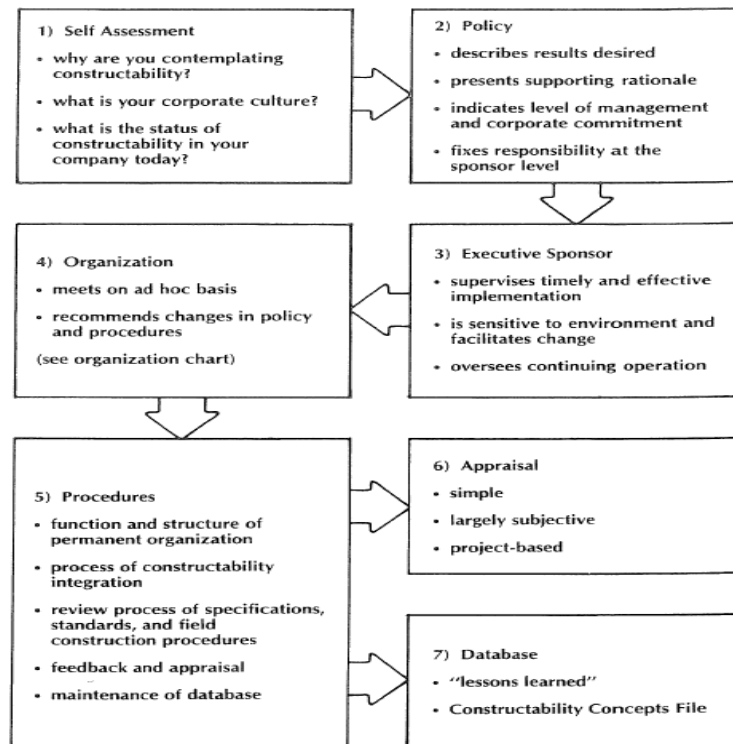 1) Self Assessment
• why are you contemplating
constructability?
• what is your corporate culture?
• what is the status of
constructability in your
company today?
2) Policy
• describes results desired
• presents supporting rationale
• indicates level of management
and corporate commitment
• fixes responsibility at the
sponsor level
3) Executive Sponsor
• supervises timely and effective
implementation
• is sensitive to environment and
facilitates change
• oversees continuing operation
4) Organization
• meets on ad hoc basis
• recommends changes in policy
and procedures
(see organization chart)
5) Procedures
• function and structure of
permanent organization
• process of constructability
integration
• review process of specifications,
standards, and field
construction procedures
• feedback and appraisal
• maintenance of database
6) Appraisal
• simple
• largely subjective
• project-based
7) Database
• "lessons learned"
• Constructability Concepts File